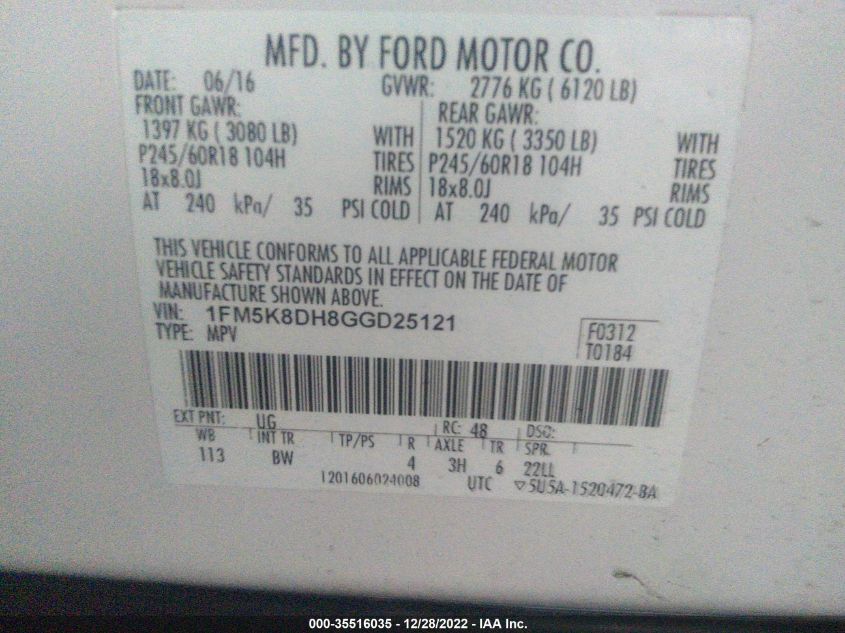 MFD. BY FORD MOTOR CO.
DATE: 06/16 GVWR: 2776 KG ( 6120 LB)
FRONT GAWR: REAR GAWR:
1397 KG ( 3080 LB) WITH 1520 KG ( 3350 LB) WITH
P245/60R18 104H TIRES P245/60R18 104H TIRES
18x8.0J RIMS 18x8.0J RIMS
AT 240 kPa/ 35 PSI COLD AT 240 kPa/ 35 PSI COLD
THIS VEHICLE CONFORMS TO ALL APPLICABLE FEDERAL MOTOR
VEHICLE SAFETY STANDARDS IN EFFECT ON THE DATE OF
MANUFACTURE SHOWN ABOVE.
VIN: 1FM5K8DH8GGD25121
TYPE: MPV
F0312
T0184
EXT PNT: UG RC: 48 DSO:
WB INT TR TP/PS R AXLE TR SPR
113 BW 4 3H 6 22LL
1201606024008 UTC ▽5U5A-1520472-BA
000-35516035 - 12/28/2022 - IAA Inc.